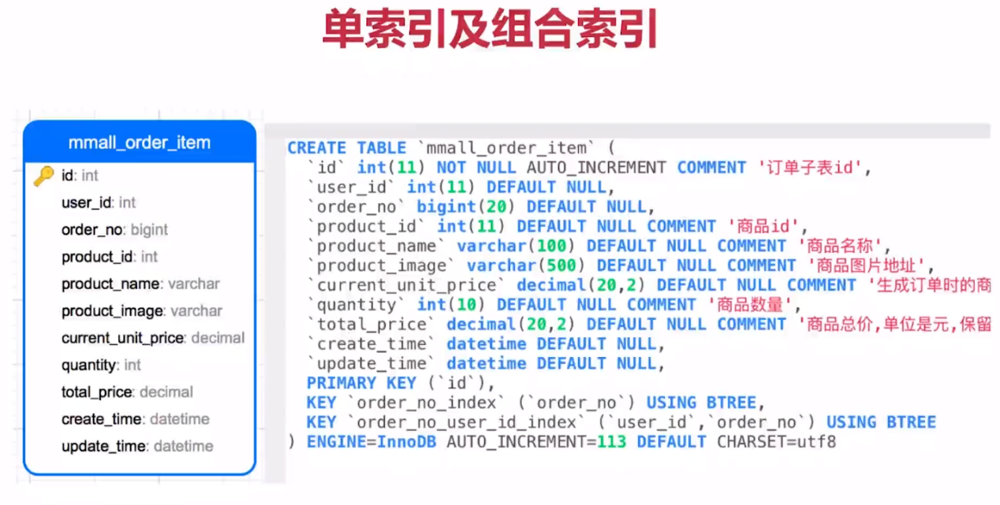 单索引及组合索引
mmall_order_item
id: int
user_id: int
order_no: bigint
product_id: int
product_name: varchar
product_image: varchar
current_unit_price: decimal
quantity: int
total_price: decimal
create_time: datetime
update_time: datetime
CREATE TABLE `mmall_order_item` (
`id` int(11) NOT NULL AUTO_INCREMENT COMMENT '订单子表id',
`user_id` int(11) DEFAULT NULL,
`order_no` bigint(20) DEFAULT NULL,
`product_id` int(11) DEFAULT NULL COMMENT '商品id',
`product_name` varchar(100) DEFAULT NULL COMMENT '商品名称',
`product_image` varchar(500) DEFAULT NULL COMMENT '商品图片地址',
`current_unit_price` decimal(20,2) DEFAULT NULL COMMENT '生成订单时的商
`quantity` int(10) DEFAULT NULL COMMENT '商品数量',
`total_price` decimal(20,2) DEFAULT NULL COMMENT '商品总价,单位是元,保留
`create_time` datetime DEFAULT NULL,
`update_time` datetime DEFAULT NULL,
PRIMARY KEY (`id`),
KEY `order_no_index` (`order_no`) USING BTREE,
KEY `order_no_user_id_index` (`user_id`,`order_no`) USING BTREE
) ENGINE=InnoDB AUTO_INCREMENT=113 DEFAULT CHARSET=utf8